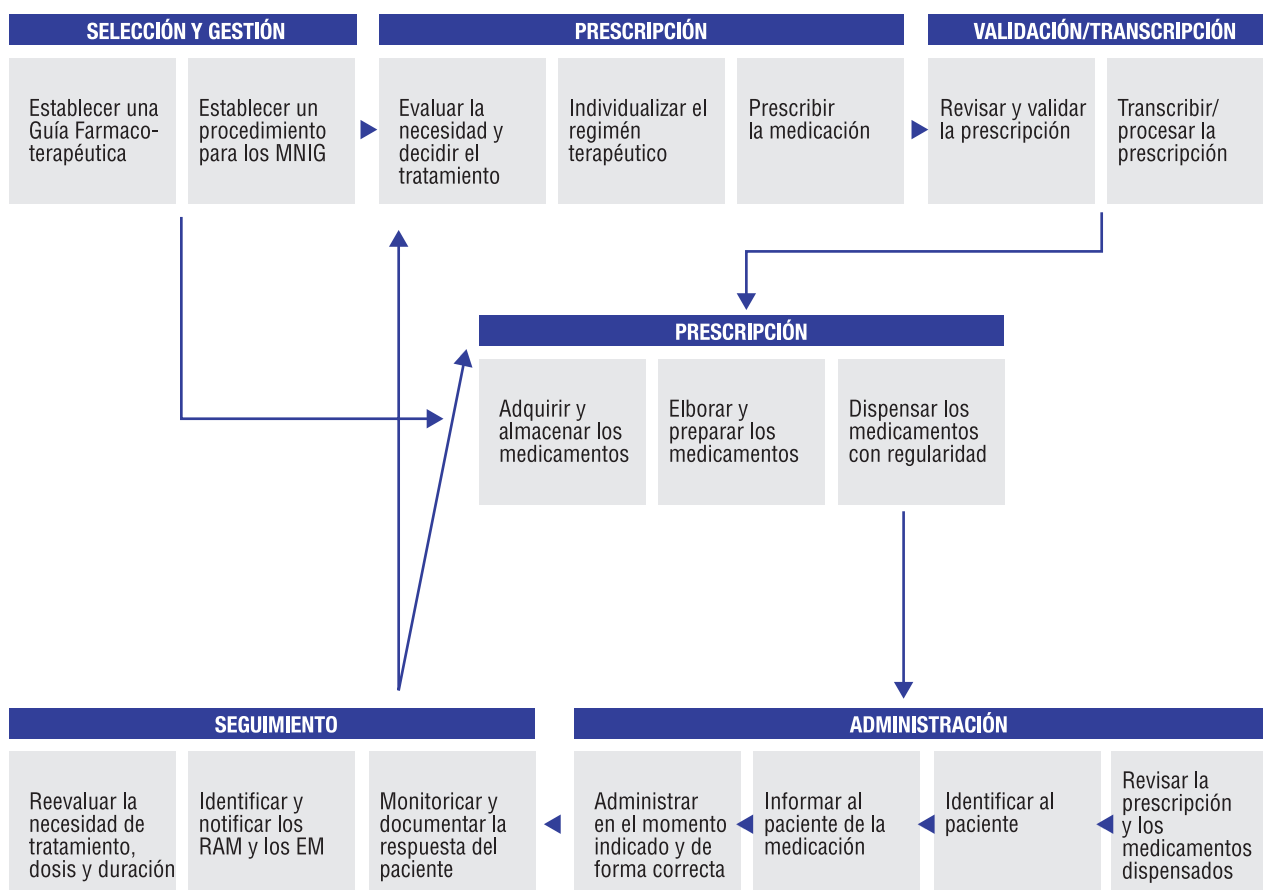 SELECCIÓN Y GESTIÓN
Establecer una
Guía Farmaco-
terapéutica
Establecer un
procedimiento
para los MNIG
PRESCRIPCIÓN
Evaluar la
necesidad y
decidir el
tratamiento
Individualizar el
regimén
terapéutico
Prescribir
la medicación
VALIDACIÓN/TRANSCRIPCIÓN
Revisar y validar
la prescripción
Transcribir/
procesar la
prescripción
PRESCRIPCIÓN
Adquirir y
almacenar los
medicamentos
Elborar y
preparar los
medicamentos
Dispensar los
medicamentos
con regularidad
SEGUIMIENTO
Reevaluar la
necesidad de
tratamiento,
dosis y duración
Identificar y
notificar los
RAM y los EM
Monitoricar y
documentar la
respuesta del
paciente
ADMINISTRACIÓN
Administrar
en el momento
indicado y de
forma correcta
Informar al
paciente de la
medicación
Identificar al
paciente
Revisar la
prescripción
y los
medicamentos
dispensados